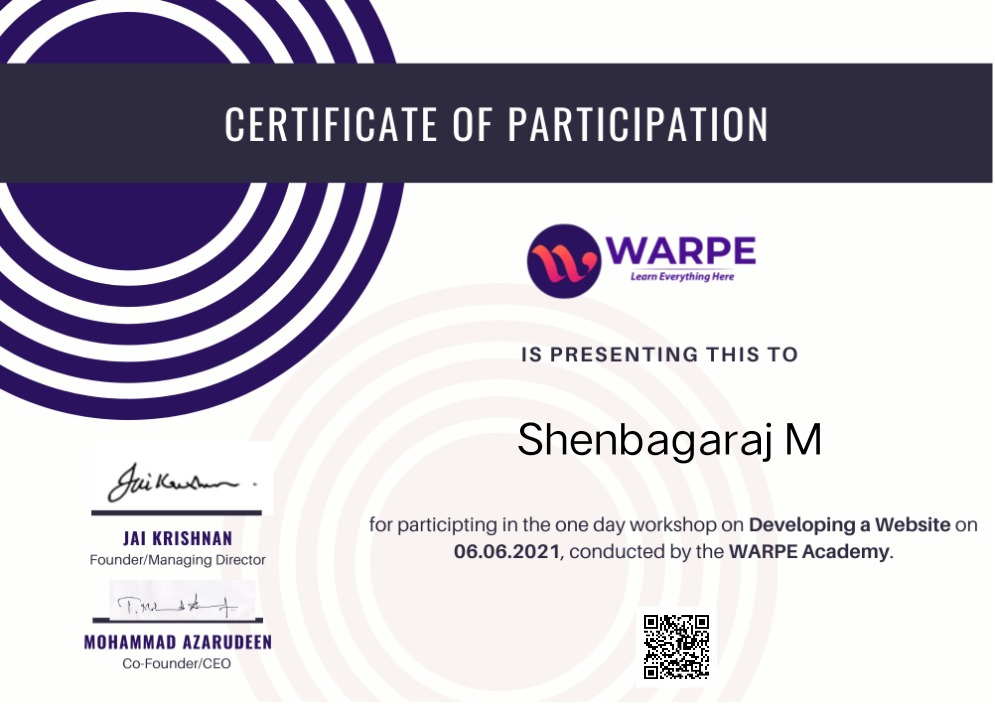 CERTIFICATE OF PARTICIPATION
WARPE
Learn Everything Here
IS PRESENTING THIS TO
Shenbagaraj M
for participting in the one day workshop on Developing a Website on
06.06.2021, conducted by the WARPE Academy.
Jai Krishnan
JAI KRISHNAN
Founder/Managing Director
MOHAMMAD AZARUDEEN
Co-Founder/CEO